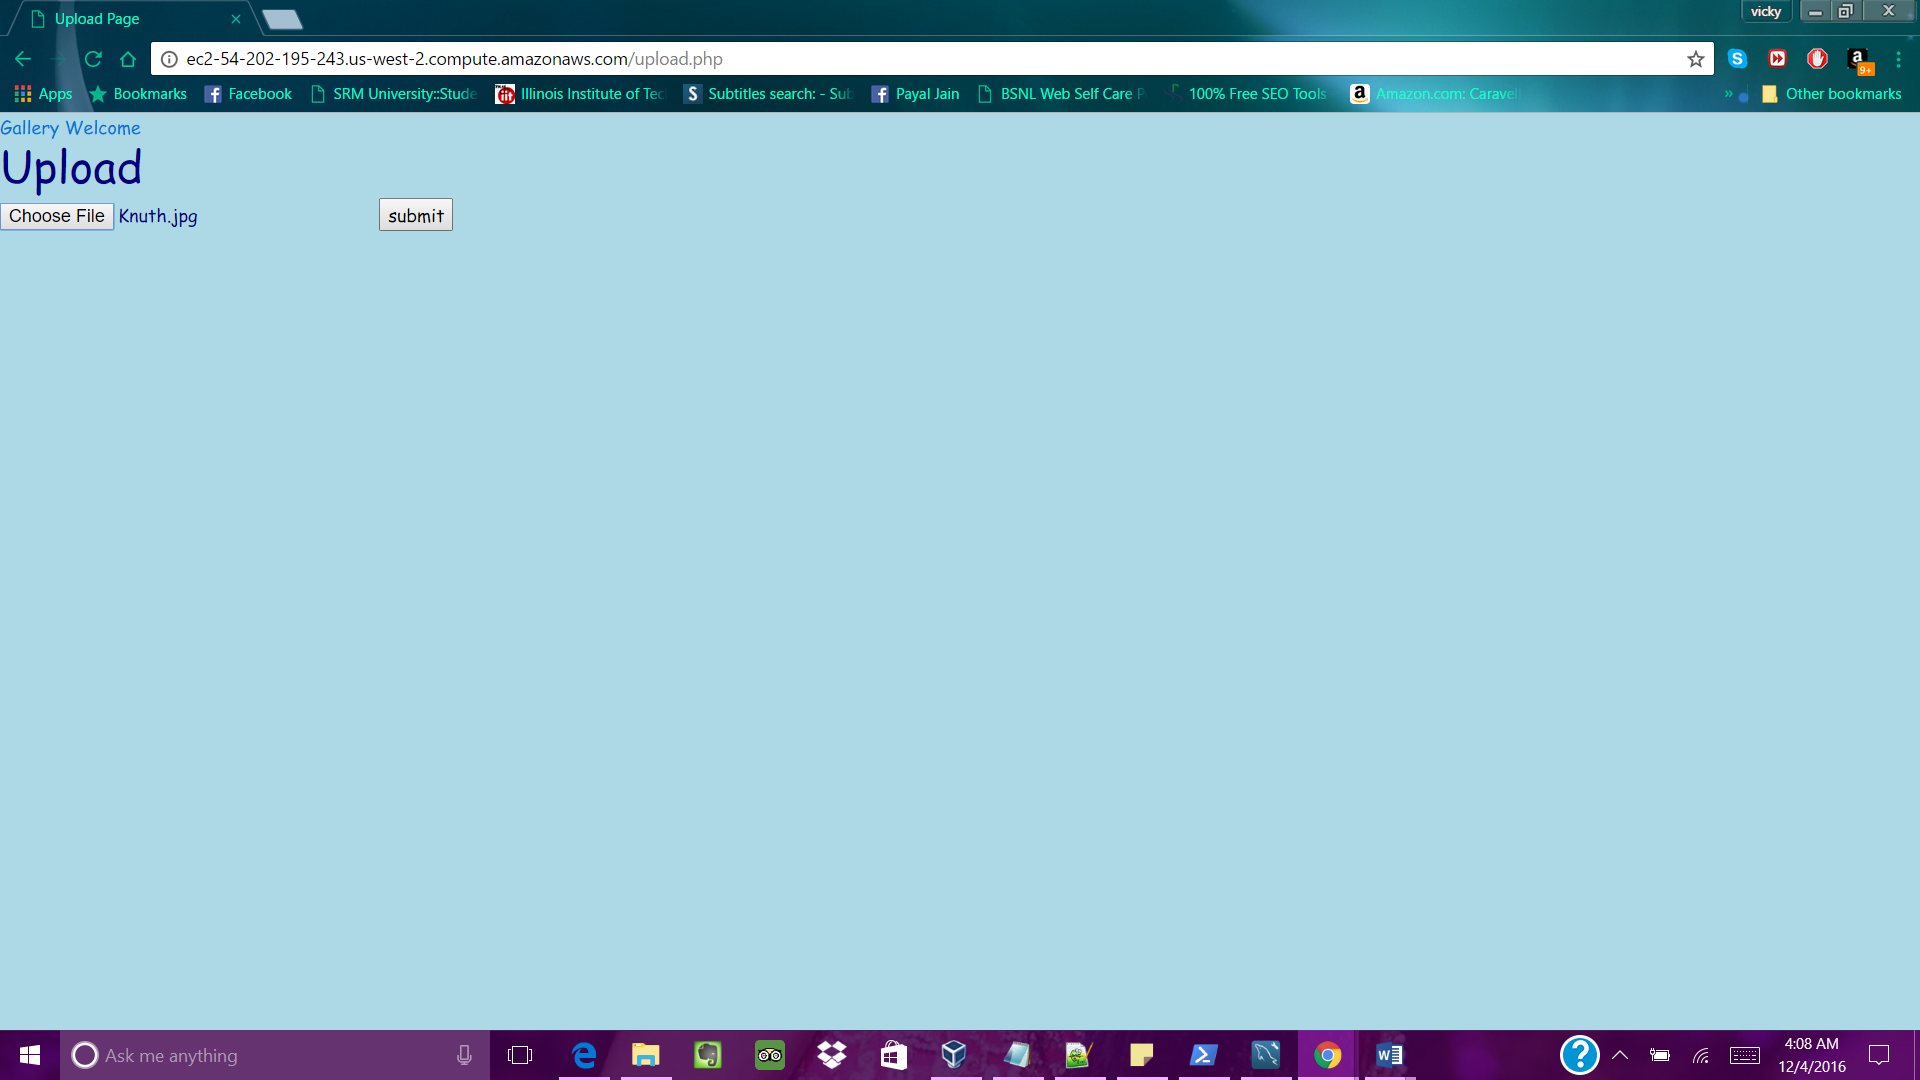 Upload Page
vicky
ec2-54-202-195-243.us-west-2.compute.amazonaws.com/upload.php
S
a
9+
Apps
Bookmarks
Facebook
SRM University::Stude
Illinois Institute of Tec
S
Subtitles search: - Sub
Payal Jain
BSNL Web Self Care P
100% Free SEO Tools
a
Amazon.com: Caravel
»
Other bookmarks
Gallery Welcome
Upload
Choose File Knuth.jpg submit
Ask me anything
4:08 AM
12/4/2016